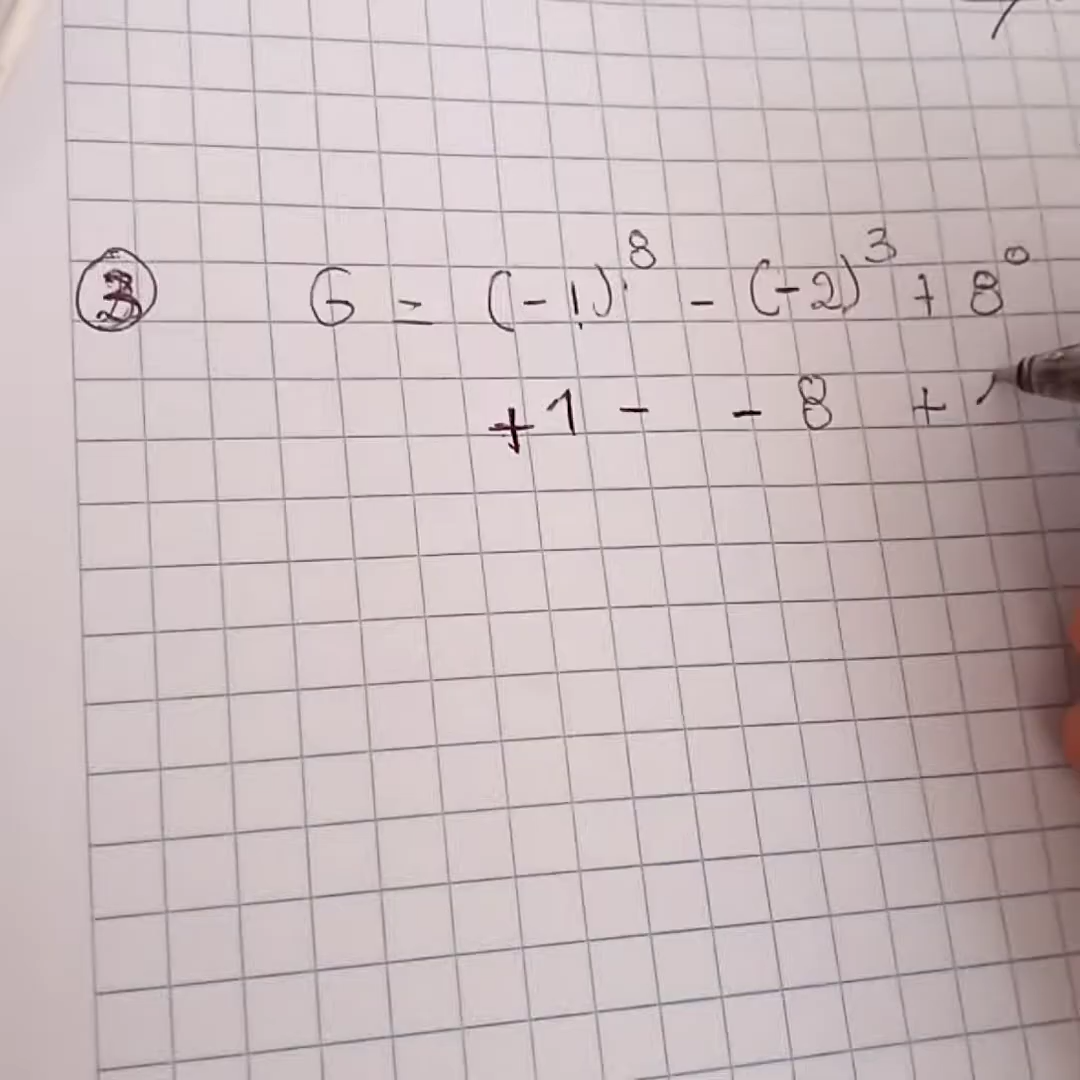 ③ G = (-1)⁸ - (-2)³ + 8⁰
+1 - - 8 +